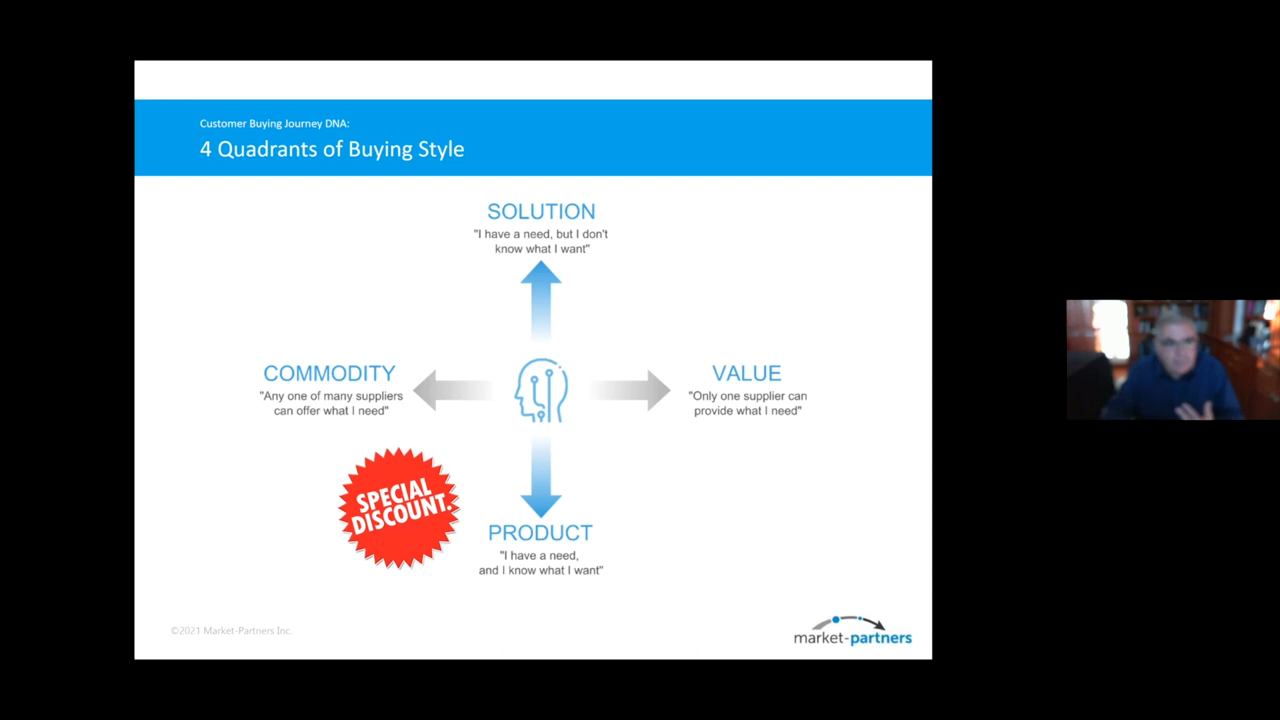 Customer Buying Journey DNA:
4 Quadrants of Buying Style
SOLUTION
"I have a need, but I don't
know what I want"
COMMODITY
"Any one of many suppliers
can offer what I need"
VALUE
"Only one supplier can
provide what I need"
SPECIAL
DISCOUNT.
PRODUCT
"I have a need,
and I know what I want"
©2021 Market-Partners Inc.
market-partners